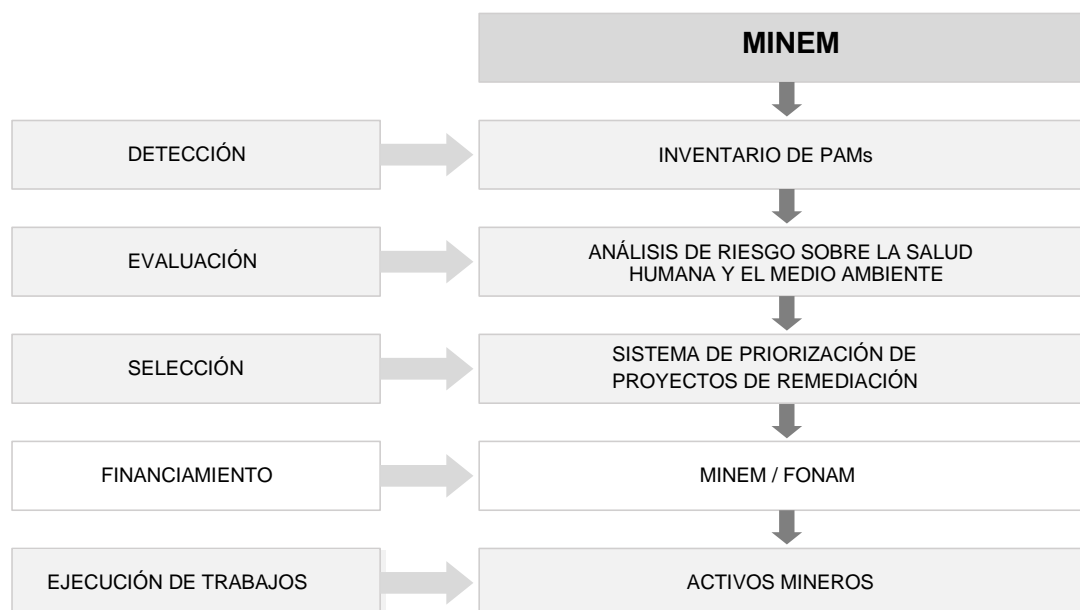 MINEM
DETECCIÓN
INVENTARIO DE PAMs
EVALUACIÓN
ANÁLISIS DE RIESGO SOBRE LA SALUD
HUMANA Y EL MEDIO AMBIENTE
SELECCIÓN
SISTEMA DE PRIORIZACIÓN DE
PROYECTOS DE REMEDIACIÓN
FINANCIAMIENTO
MINEM / FONAM
EJECUCIÓN DE TRABAJOS
ACTIVOS MINEROS